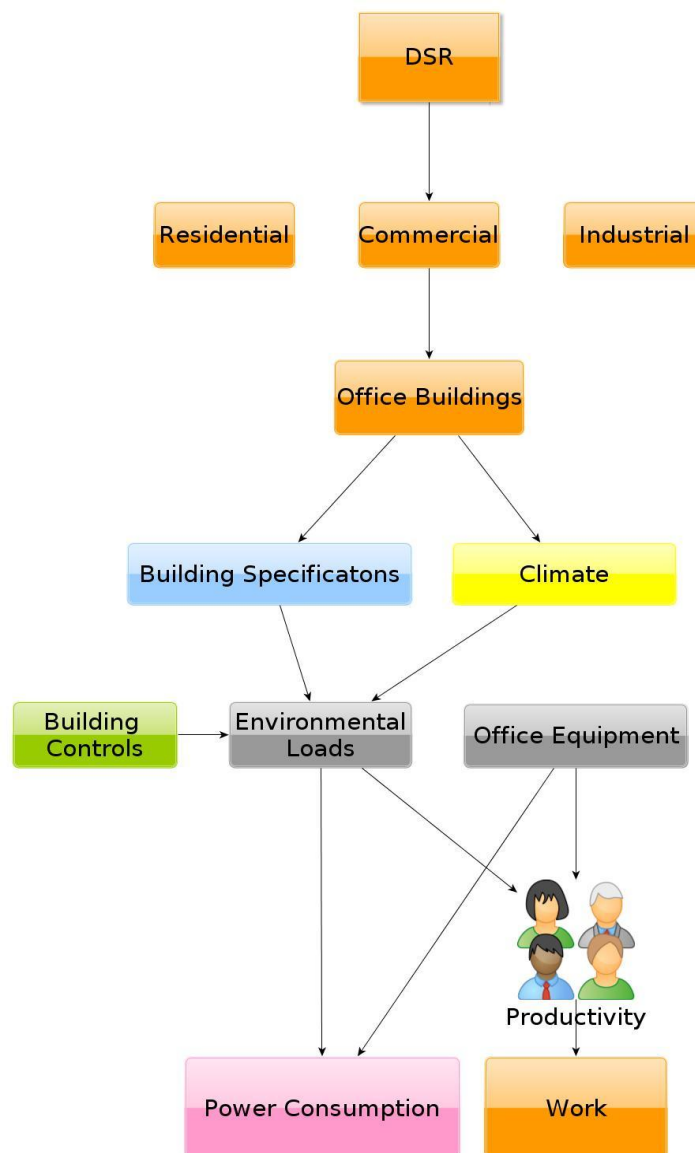 DSR
Residential
Commercial
Industrial
Office Buildings
Building Specificatons
Climate
Building
Controls
Environmental
Loads
Office Equipment
Productivity
Power Consumption
Work